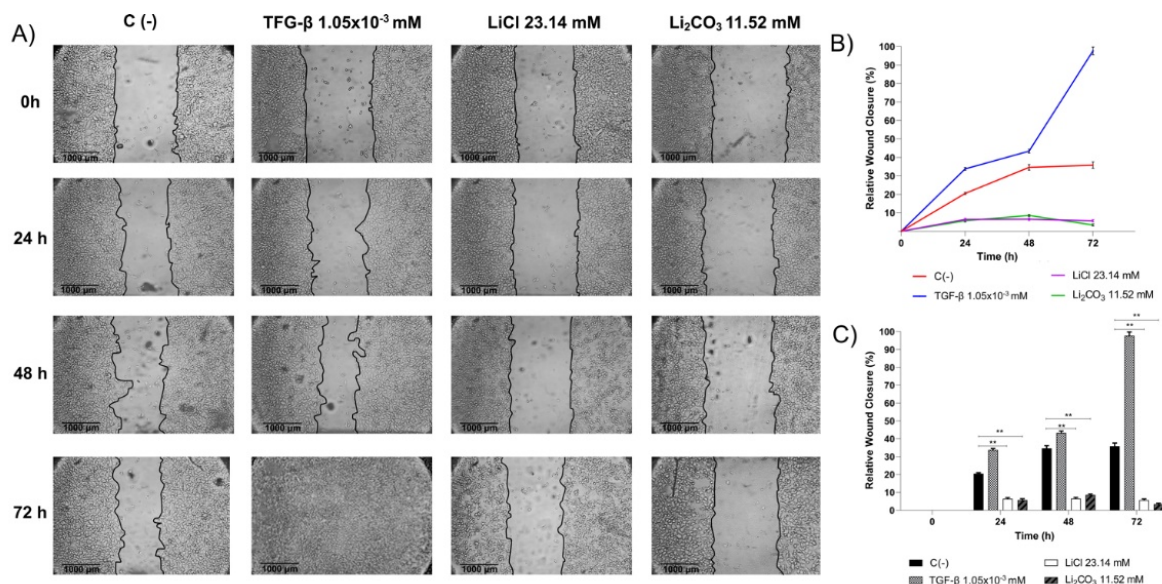 A)
C (-)
TFG-β 1.05x10⁻³ mM
LiCl 23.14 mM
Li₂CO₃ 11.52 mM
0h
1000 µm
1000 µm
1000 µm
1000 µm
24 h
1000 µm
1000 µm
1000 µm
1000 µm
48 h
1000 µm
1000 µm
1000 µm
1000 µm
72 h
1000 µm
1000 µm
1000 µm
1000 µm
B)
Relative Wound Closure (%)
100
90
80
70
60
50
40
30
20
10
0
24
48
72
Time (h)
C(-)
LiCl 23.14 mM
TGF-β 1.05x10⁻³ mM
Li₂CO₃ 11.52 mM
C)
Relative Wound Closure (%)
100
90
80
70
60
50
40
30
20
10
0
**
**
**
**
**
**
0
24
48
72
Time (h)
C(-)
LiCl 23.14 mM
TGF-β 1.05x10⁻³ mM
Li₂CO₃ 11.52 mM